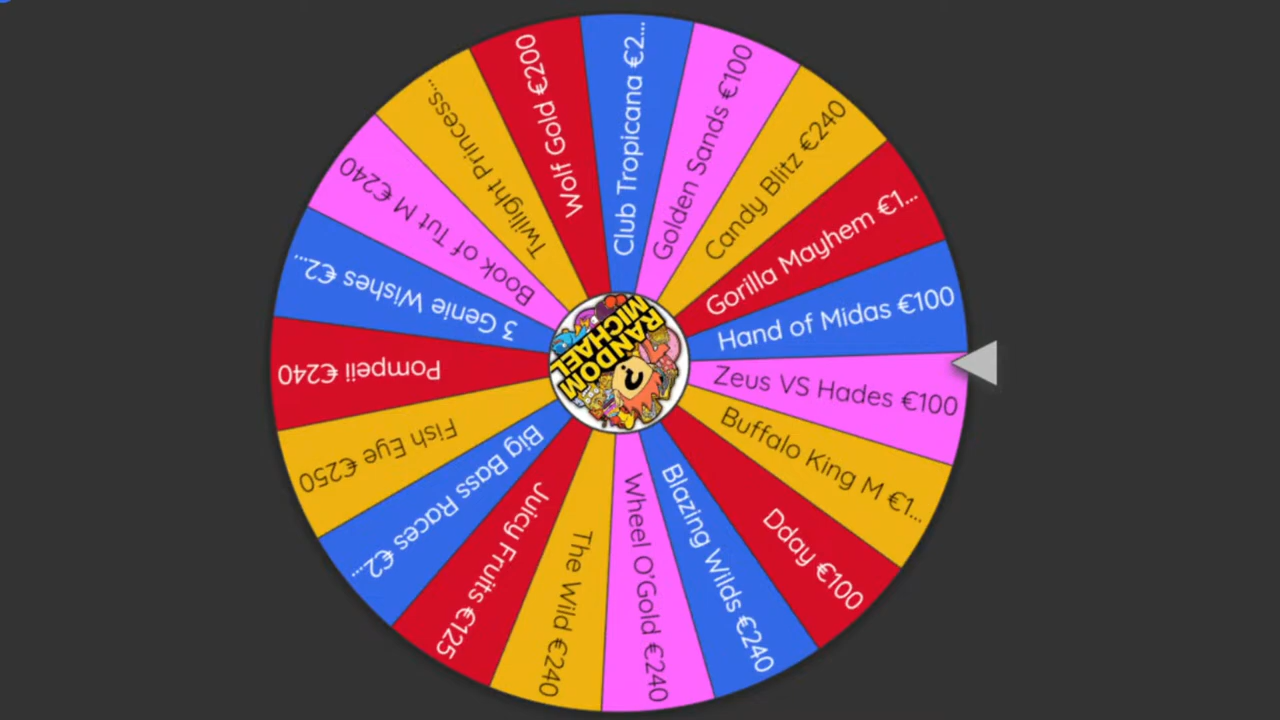 Club Tropicana €2...
Golden Sands €100
Candy Blitz €240
Gorilla Mayhem €1...
Hand of Midas €100
Zeus VS Hades €100
Buffalo King M €1...
Dday €100
Blazing Wilds €240
Wheel O'Gold €240
The Wild €240
Juicy Fruits €125
Big Bass Races €2...
Fish Eye €250
Pompeii €240
3 Genie Wishes €2...
Book of Tut M €240
Twilight Princess...
Wolf Gold €200
RANDOM
MICHAEL